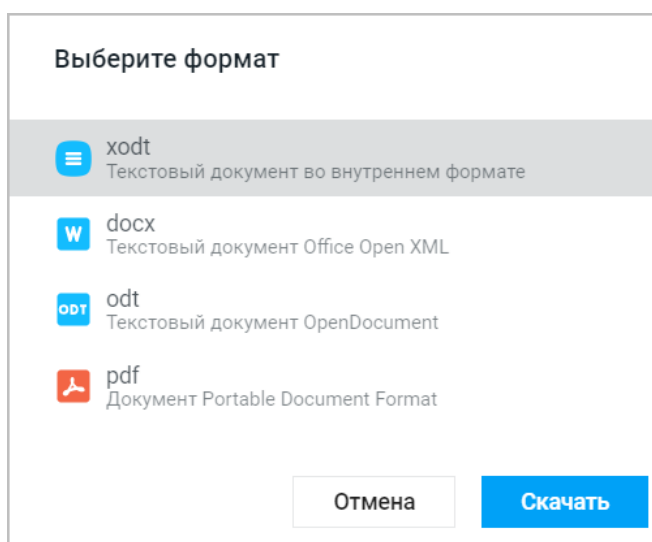 Выберите формат
xodt
Текстовый документ во внутреннем формате
W
docx
Текстовый документ Office Open XML
ODT
odt
Текстовый документ OpenDocument
pdf
Документ Portable Document Format
Отмена
Скачать